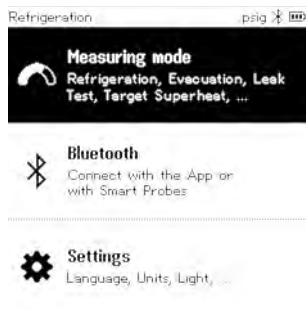 Refrigeration psig
Measuring mode
Refrigeration, Evacuation, Leak
Test, Target Superheat, ...
Bluetooth
Connect with the App or
with Smart Probes
Settings
Language, Units, Light, ...